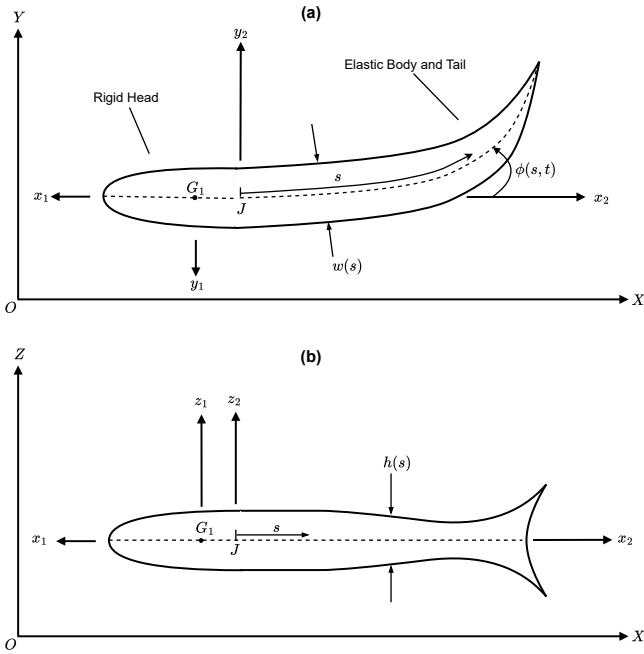 (a)
Y
y₂
Elastic Body and Tail
Rigid Head
x₁
G₁
J
s
ϕ(s, t)
x₂
w(s)
y₁
O
X
(b)
Z
z₁
z₂
h(s)
x₁
G₁
J
s
x₂
O
X